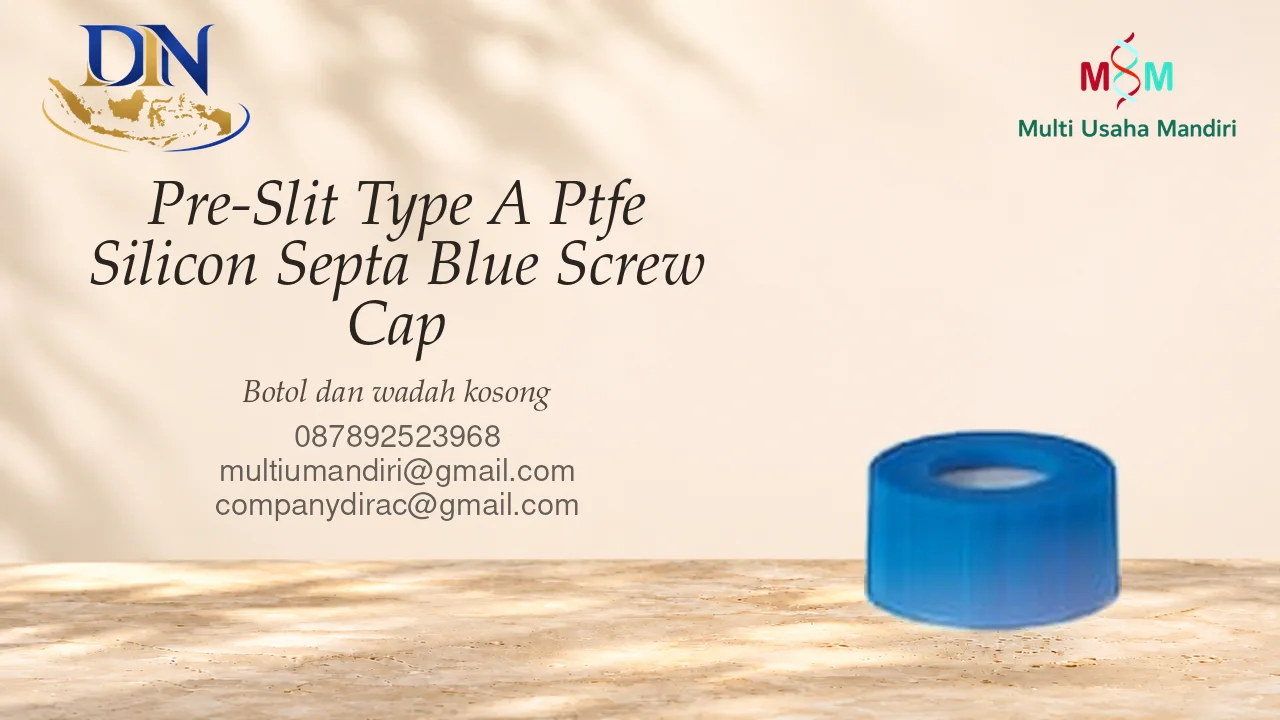 DIN
M M
Multi Usaha Mandiri
Pre-Slit Type A Ptfe
Silicon Septa Blue Screw
Cap
Botol dan wadah kosong
087892523968
multiumandiri@gmail.com
companydirac@gmail.com